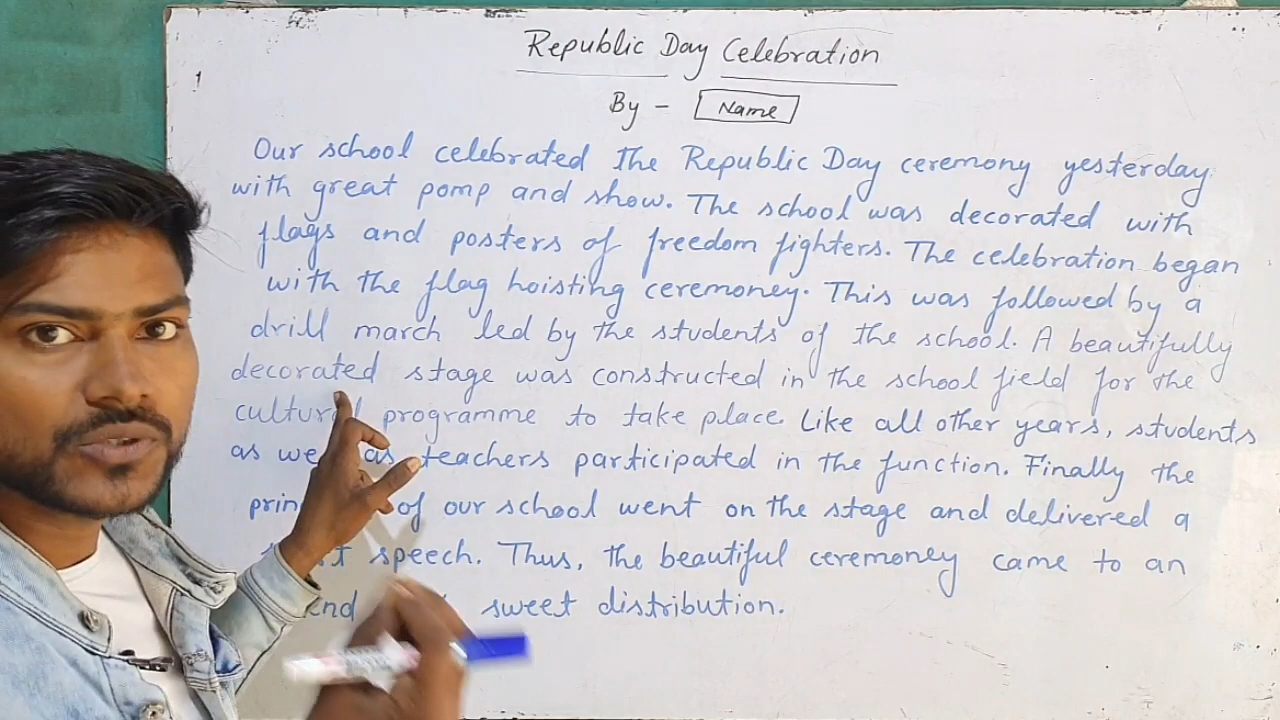 Republic Day Celebration
By - Name
Our school celebrated the Republic Day ceremony yesterday
with great pomp and show. The school was decorated with
flags and posters of freedom fighters. The celebration began
with the flag hoisting ceremoney. This was followed by a
drill march led by the students of the school. A beautifully
decorated stage was constructed in the school field for the
cultural programme to take place. Like all other years, students
as as teachers participated in the function. Finally the
of our school went on the stage and delivered a
speech. Thus, the beautiful ceremoney came to an
end sweet distribution.